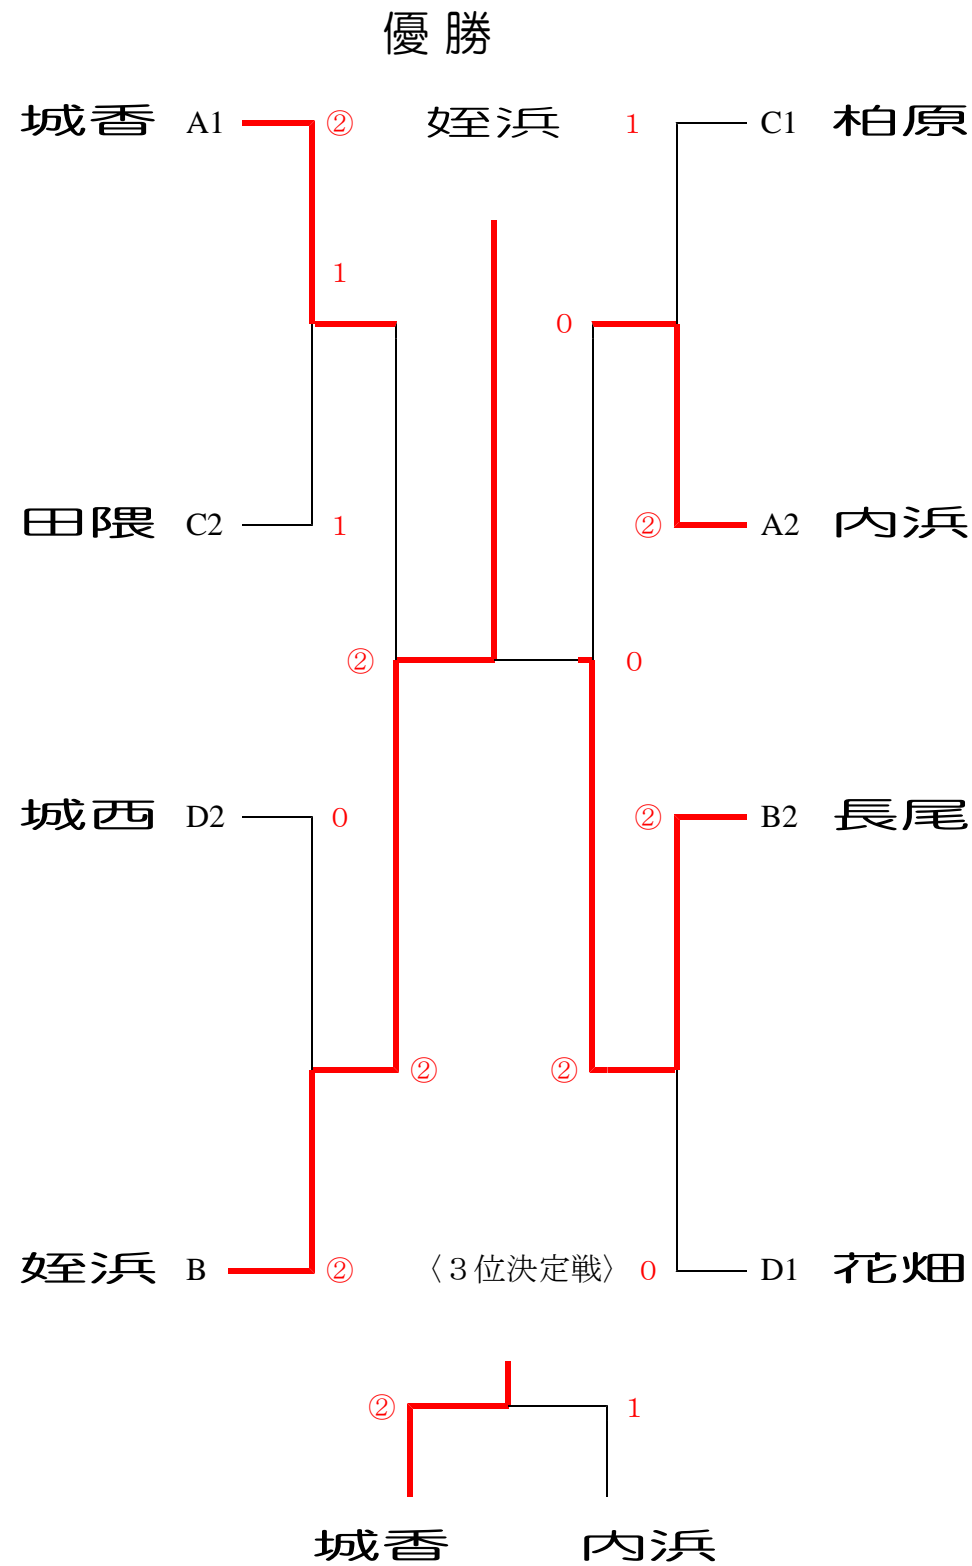 優 勝
城香 A1 ② 姪浜 1 C1 柏原
1
0
田隈 C2 1 ② A2 内浜
② 0
城西 D2 0 ② B2 長尾
② ②
姪浜 B ② 〈３位決定戦〉 0 D1 花畑
② 1
城香 内浜